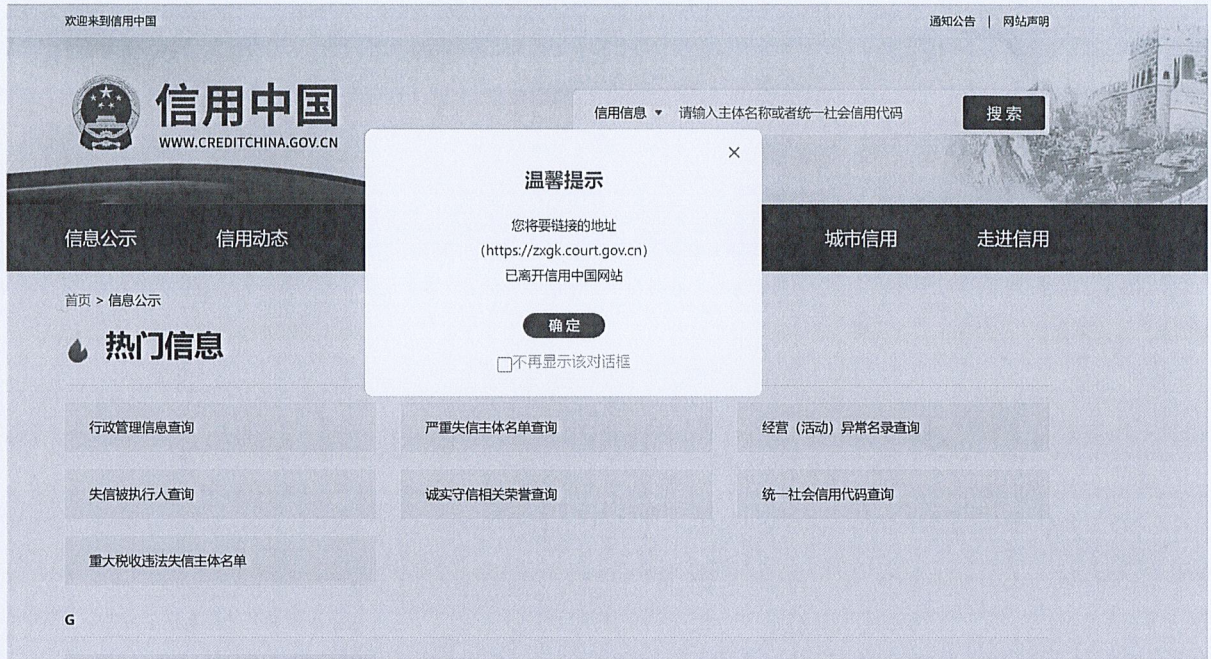 欢迎来到信用中国
通知公告 | 网站声明
信用中国
WWW.CREDITCHINA.GOV.CN
信用信息 请输入主体名称或者统一社会信用代码 搜索
温馨提示
您将要链接的地址
(https://zxgk.court.gov.cn)
已离开信用中国网站
确定
不再显示该对话框
信息公示 信用动态 城市信用 走进信用
首页 > 信息公示
热门信息
行政管理信息查询 严重失信主体名单查询 经营（活动）异常名录查询
失信被执行人查询 诚实守信相关荣誉查询 统一社会信用代码查询
重大税收违法失信主体名单
G